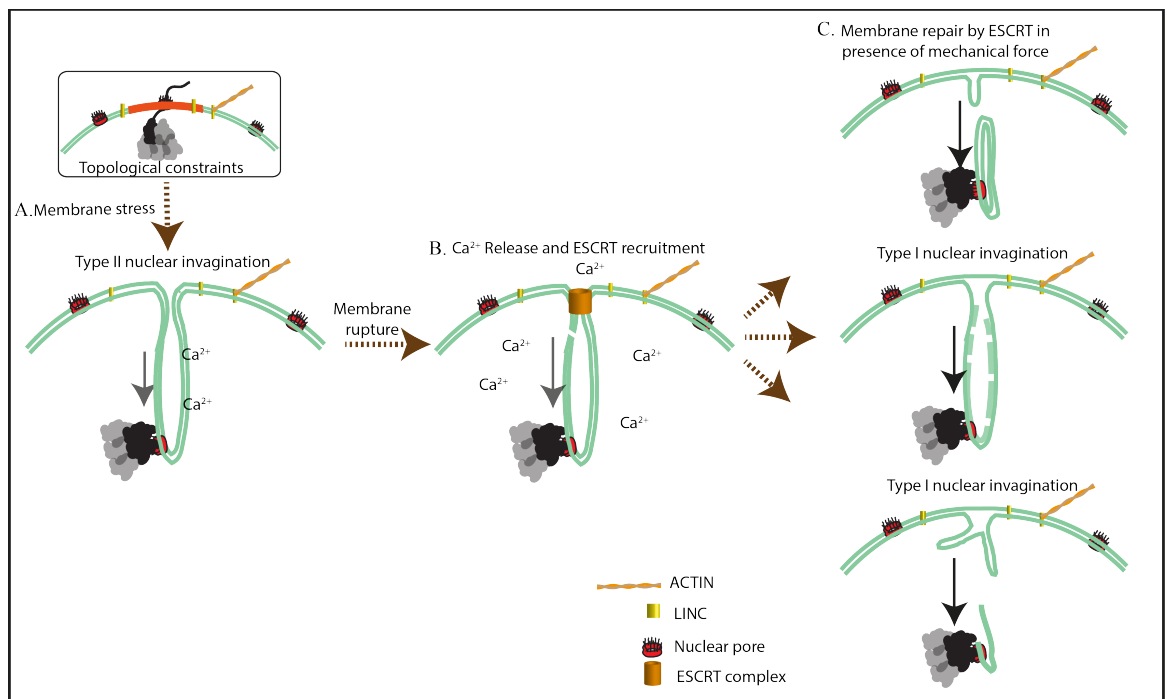 Topological constraints
A. Membrane stress
Type II nuclear invagination
Ca²⁺
Ca²⁺
Membrane
rupture
B. Ca²⁺ Release and ESCRT recruitment
Ca²⁺
Ca²⁺
Ca²⁺
Ca²⁺
Ca²⁺
C. Membrane repair by ESCRT in
presence of mechanical force
Type I nuclear invagination
Type I nuclear invagination
ACTIN
LINC
Nuclear pore
ESCRT complex